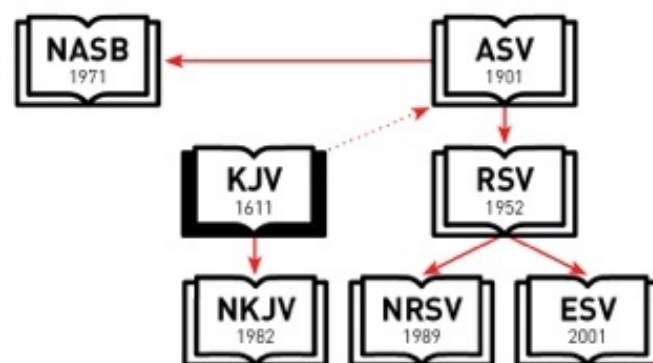 NASB
1971
ASV
1901
KJV
1611
RSV
1952
NKJV
1982
NRSV
1989
ESV
2001